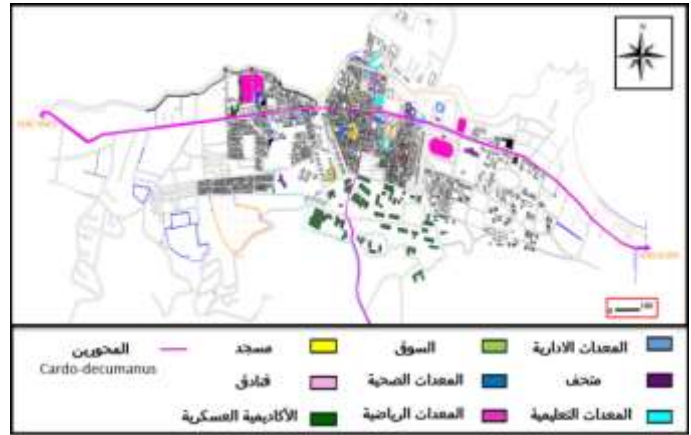 المعدات الادارية
السوق
مسجد
المحورين
Cardo-decumanus
متحف
المعدات الصحية
فنادق
المعدات التعليمية
المعدات الرياضية
الأكاديمية العسكرية